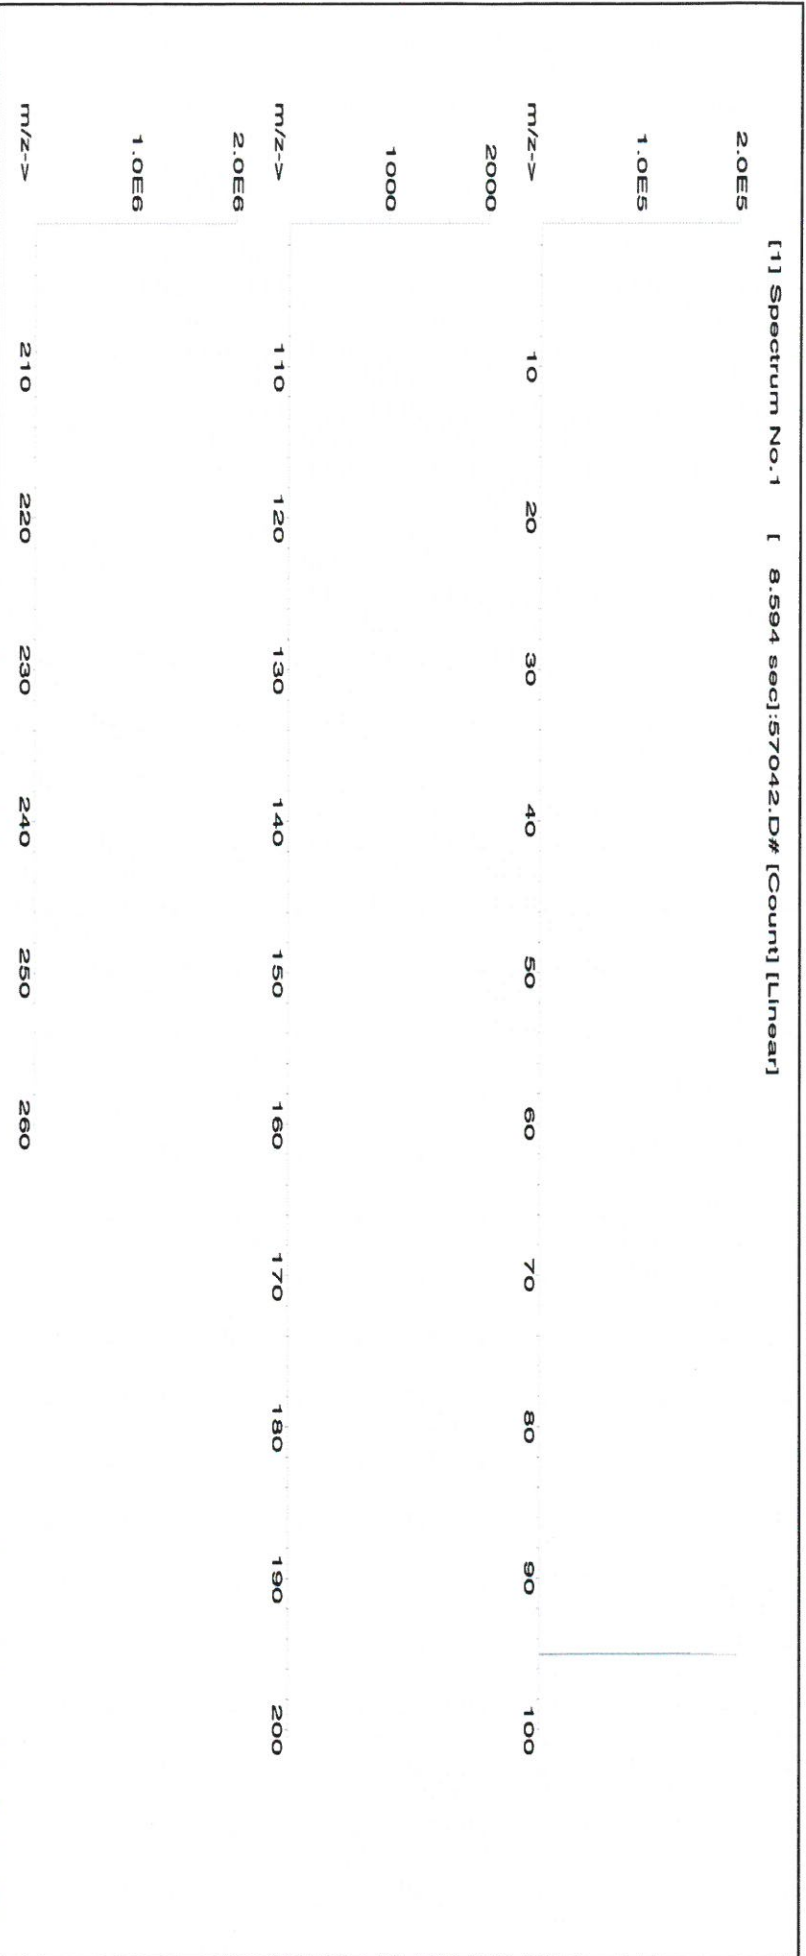 [1] Spectrum No.1 [ 8.594 sec]:57042.D# [Count] [Linear]
2.0E5
1.0E5
m/z-> 10 20 30 40 50 60 70 80 90 100
2000
1000
m/z-> 110 120 130 140 150 160 170 180 190 200
2.0E6
1.0E6
m/z-> 210 220 230 240 250 260